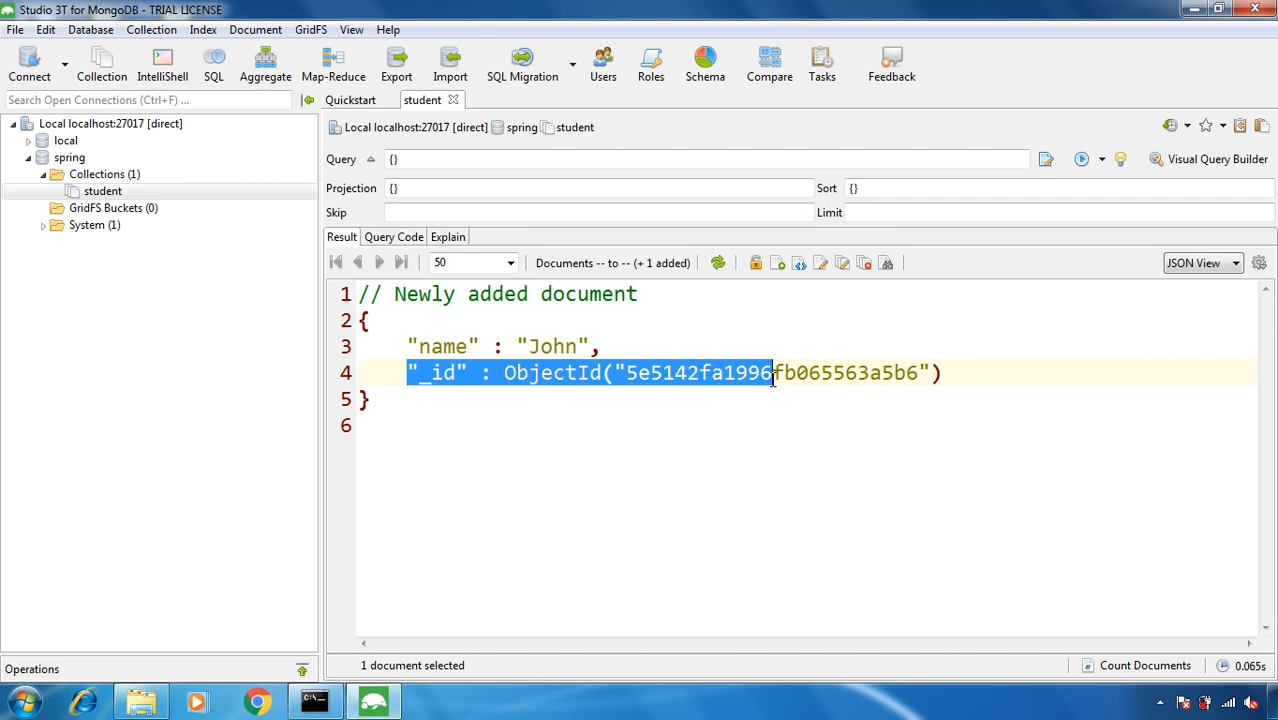 Studio 3T for MongoDB - TRIAL LICENSE
File Edit Database Collection Index Document GridFS View Help
Connect Collection IntelliShell SQL Aggregate Map-Reduce Export Import SQL Migration Users Roles Schema Compare Tasks Feedback
Search Open Connections (Ctrl+F) ...
Quickstart student
Local localhost:27017 [direct]
local
spring
Collections (1)
student
GridFS Buckets (0)
System (1)
Local localhost:27017 [direct] spring student
Query {} Visual Query Builder
Projection {} Sort {}
Skip Limit
Result Query Code Explain
50 Documents -- to -- (+ 1 added) JSON View
1 // Newly added document
2 {
3 "name" : "John",
4 "_id" : ObjectId("5e5142fa1996fb065563a5b6")
5 }
6
Operations
1 document selected Count Documents 0.065s